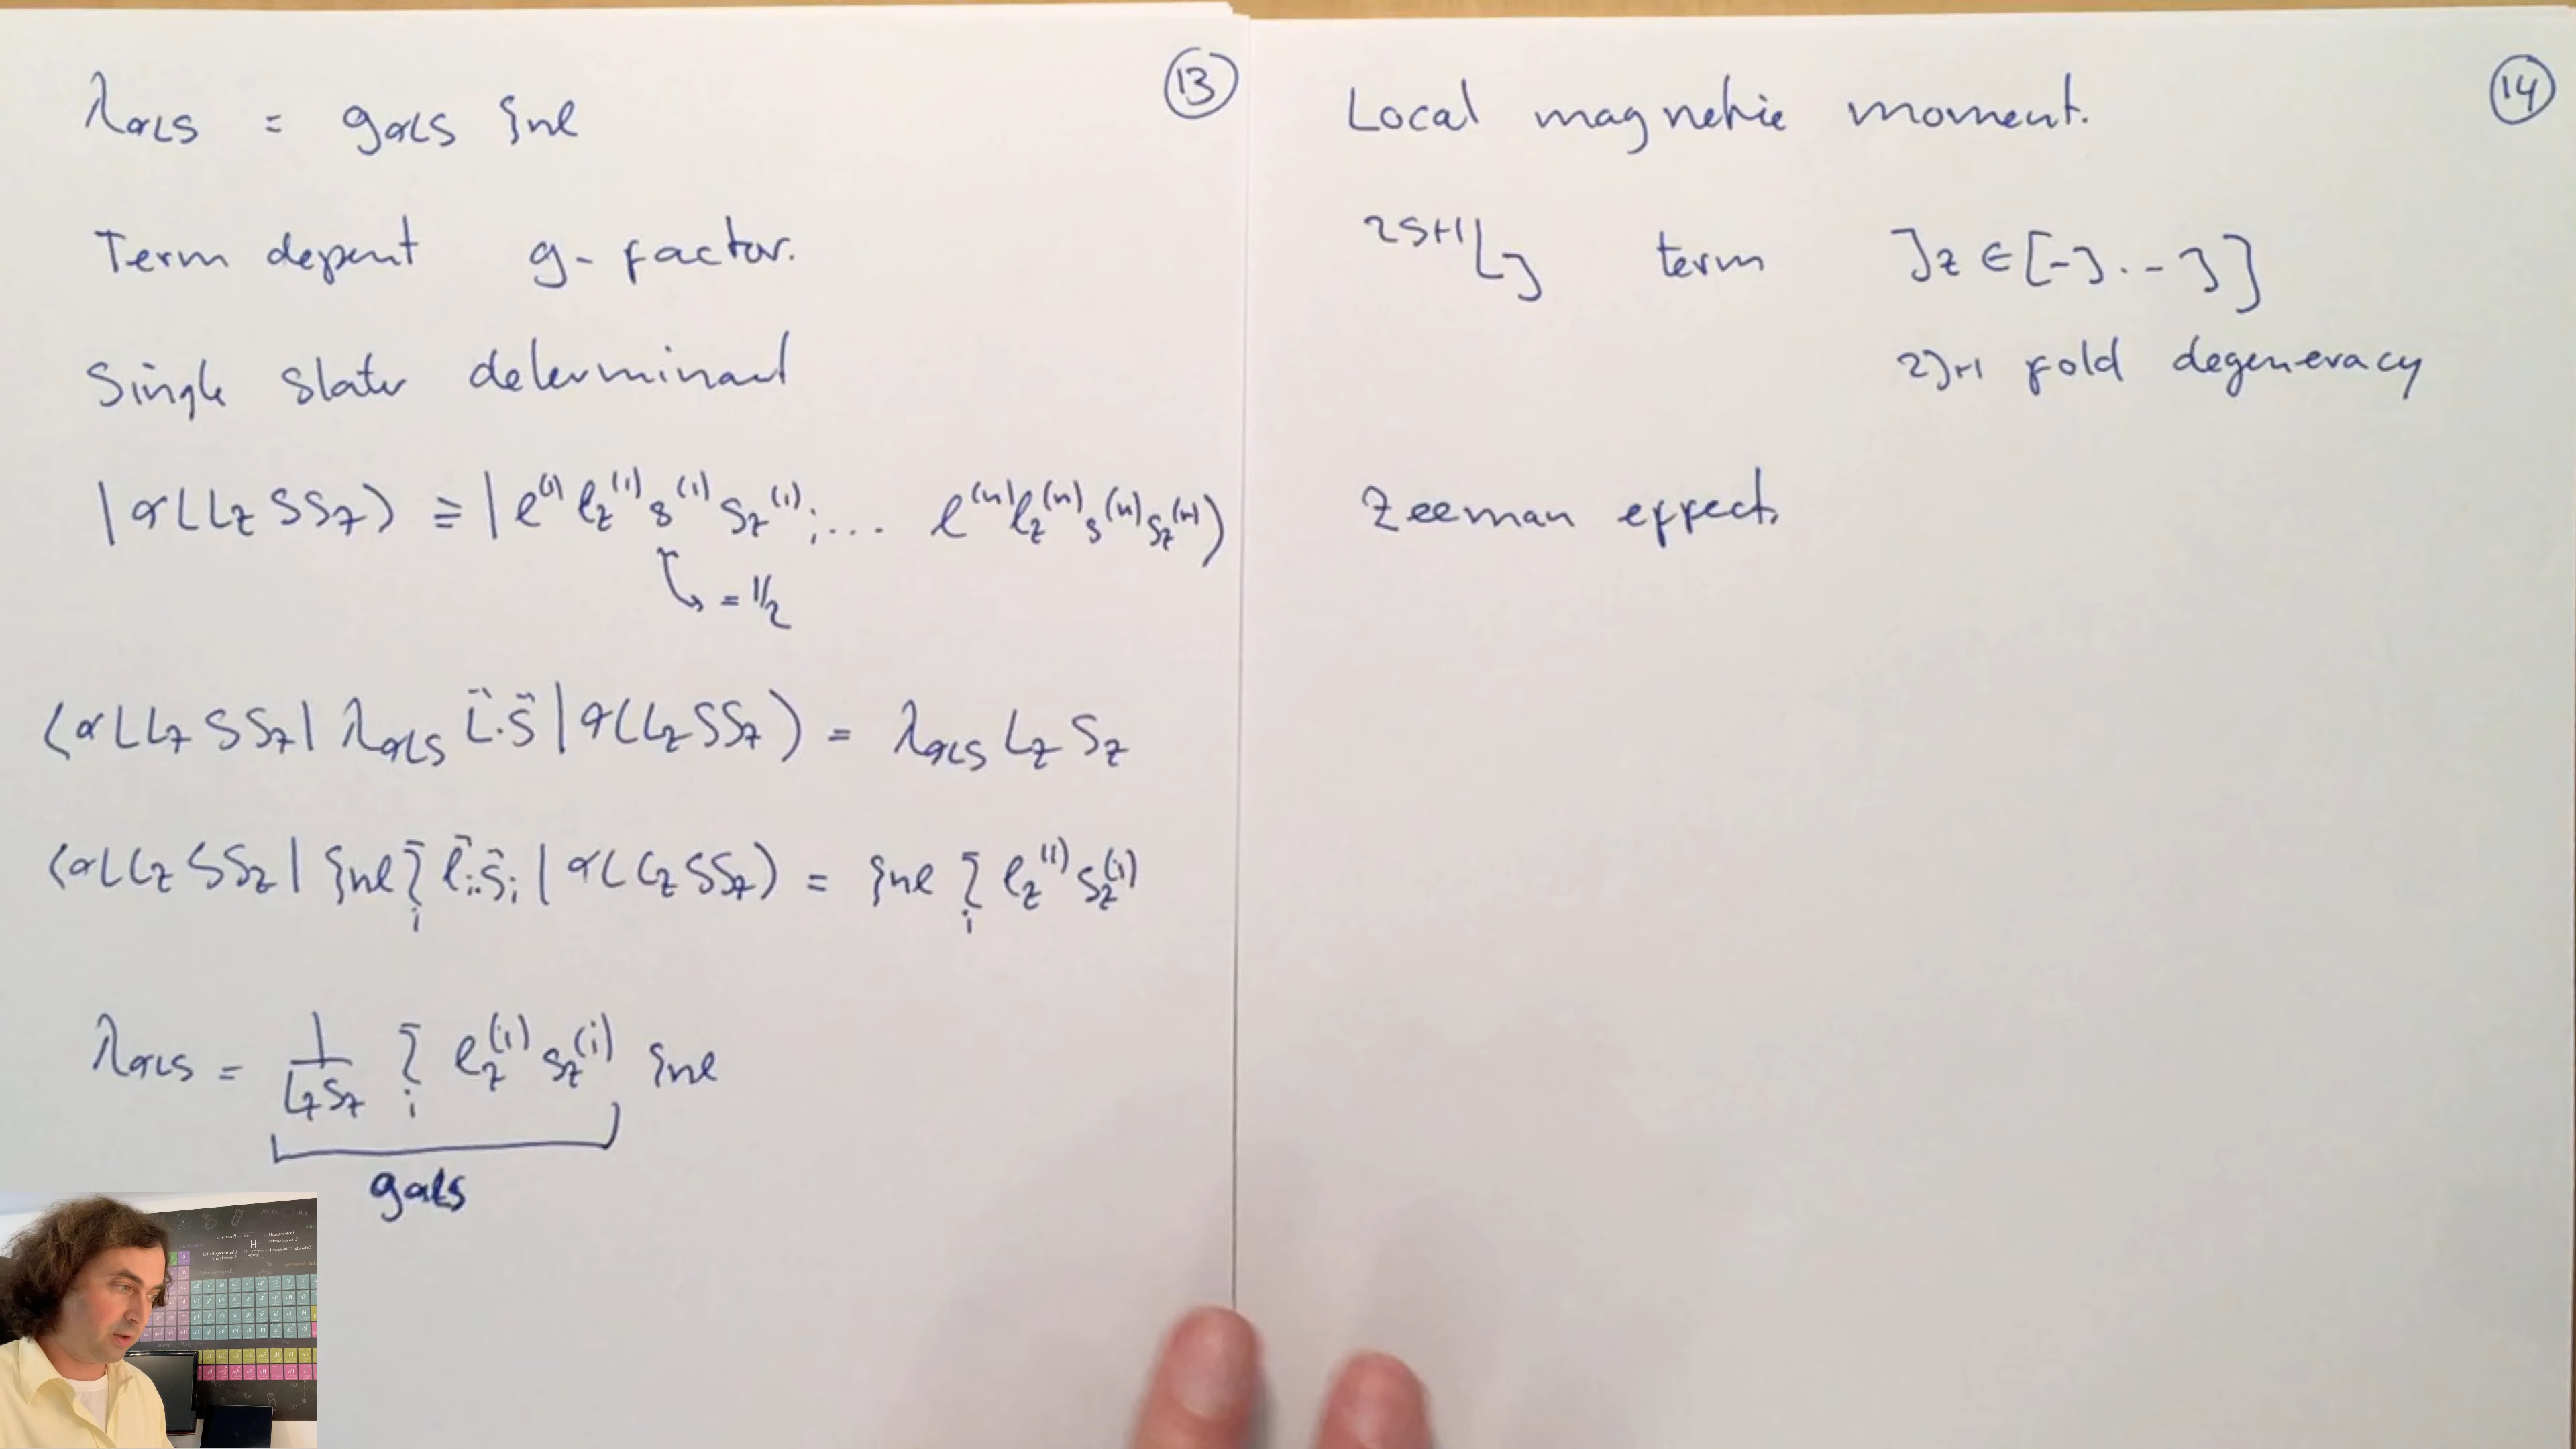 13
λαLS = gαLS ξnl
Term depent g-factor.
Single slater determinant
|αLLz SSz⟩ ≡ |l⁽¹⁾ lz⁽¹⁾ s⁽¹⁾ sz⁽¹⁾; ... l⁽ⁿ⁾ lz⁽ⁿ⁾ s⁽ⁿ⁾ sz⁽ⁿ⁾⟩
↳ = 1/2
⟨αLLz SSz| λαLS L⃗·S⃗ |αLLz SSz⟩ = λαLS Lz Sz
⟨αLLz SSz| ξnl Σi l⃗i·s⃗i |αLLz SSz⟩ = ξnl Σi lz⁽ⁱ⁾ sz⁽ⁱ⁾
λαLS = 1/(Lz Sz) Σi lz⁽ⁱ⁾ sz⁽ⁱ⁾ ξnl
gαLS
14
Local magnetic moment.
²ˢ⁺¹LJ term Jz ∈ [-J .. J]
2J+1 fold degeneracy
Zeeman effect.